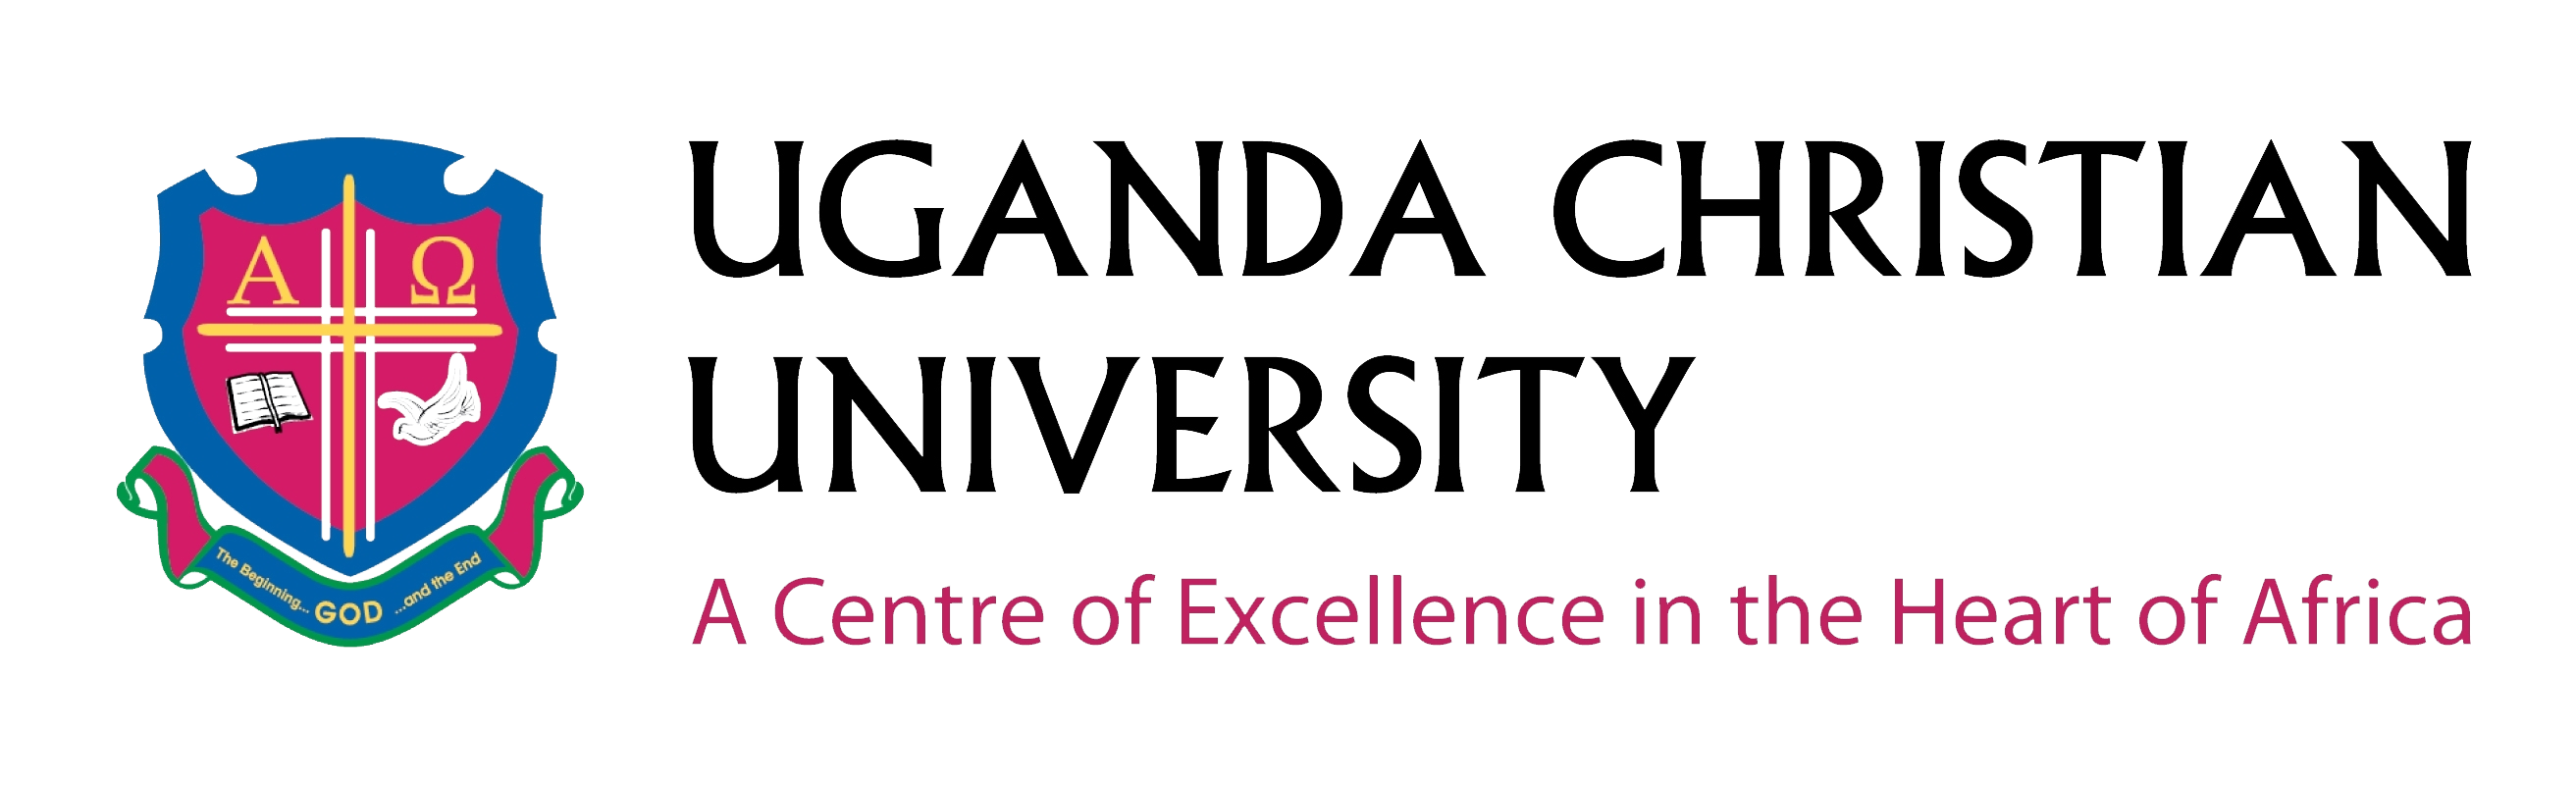 Α Ω
The Beginning... GOD ...and the End
UGANDA CHRISTIAN
UNIVERSITY
A Centre of Excellence in the Heart of Africa